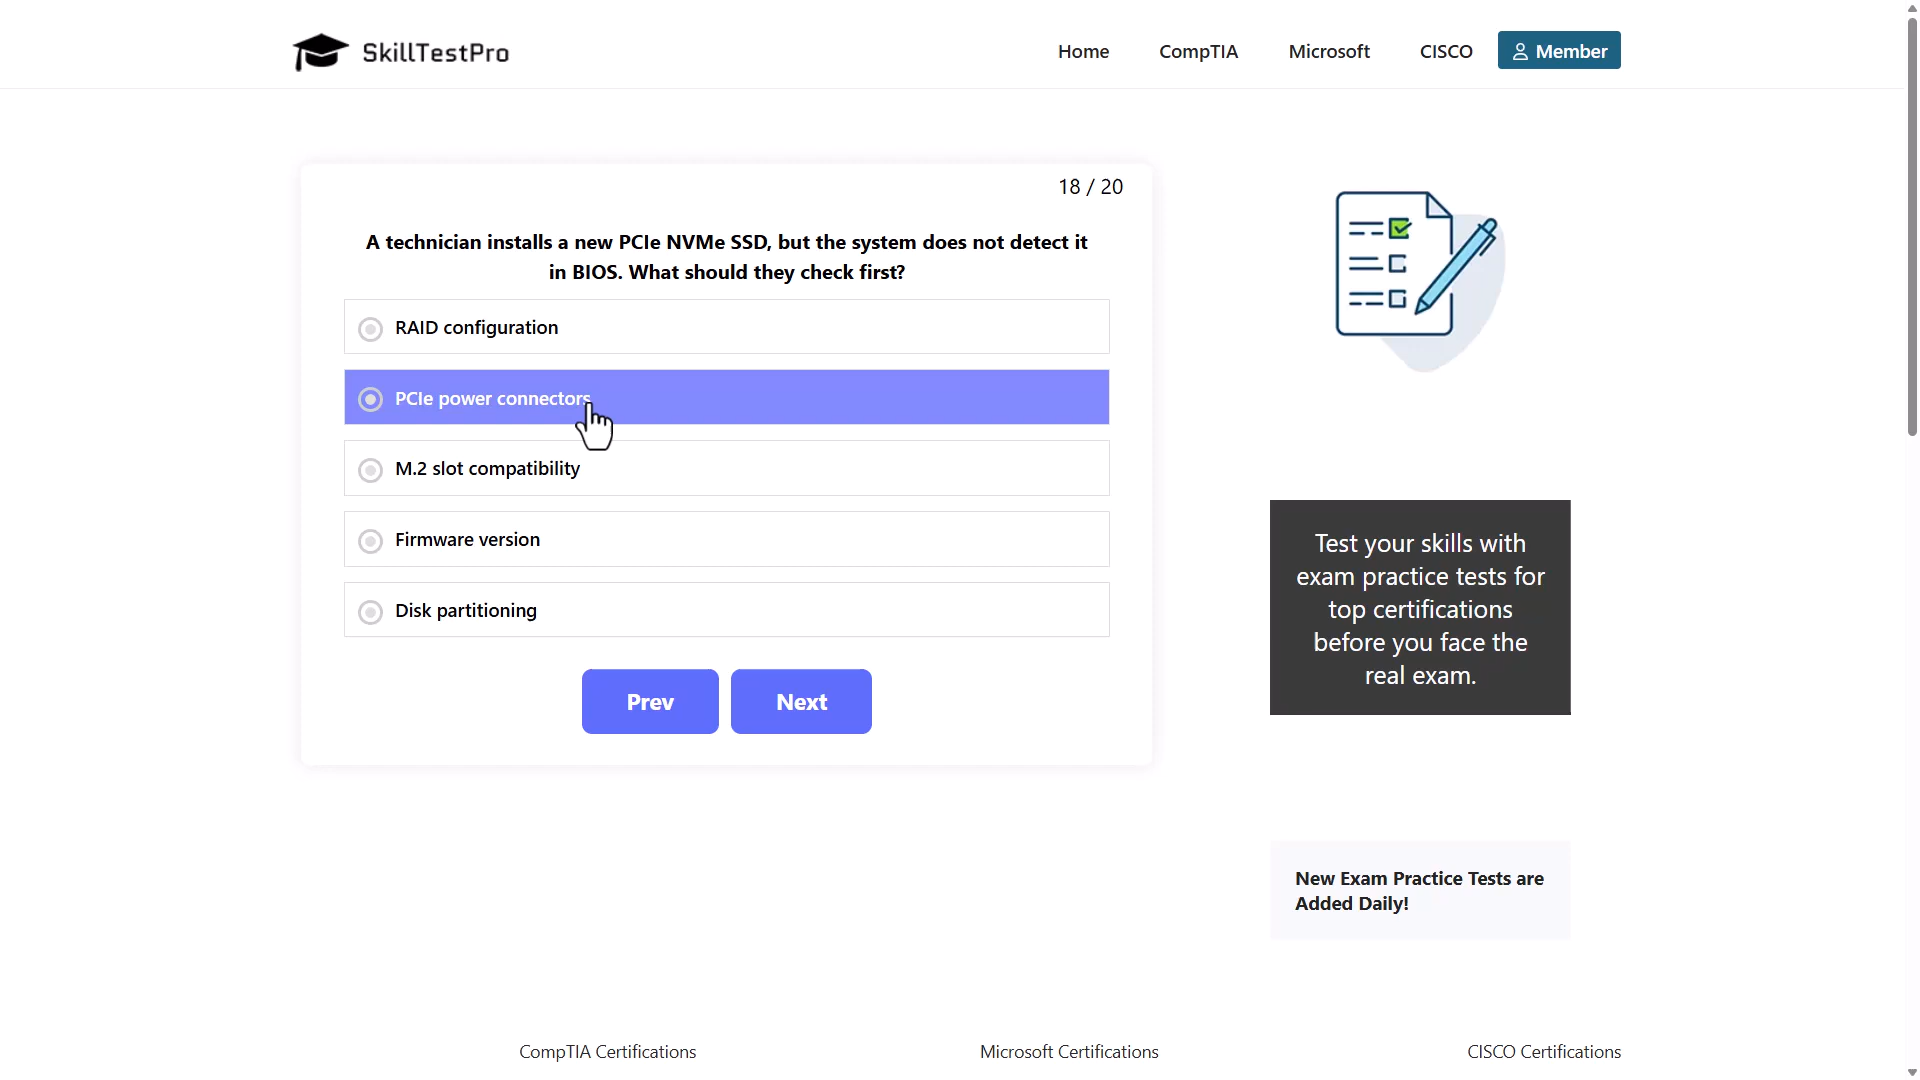 SkillTestPro
Home
CompTIA
Microsoft
CISCO
Member
18 / 20
A technician installs a new PCIe NVMe SSD, but the system does not detect it
in BIOS. What should they check first?
RAID configuration
PCIe power connectors
M.2 slot compatibility
Firmware version
Disk partitioning
Prev
Next
Test your skills with
exam practice tests for
top certifications
before you face the
real exam.
New Exam Practice Tests are
Added Daily!
CompTIA Certifications
Microsoft Certifications
CISCO Certifications